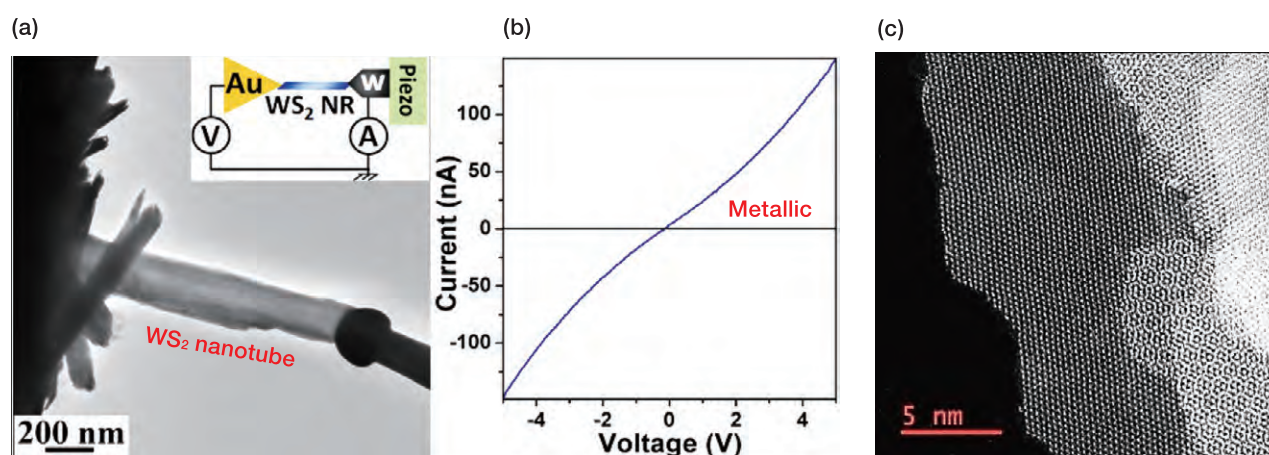 (a)
(b)
(c)
Au
W
Piezo
WS₂ NR
V
A
WS₂ nanotube
200 nm
100
50
0
-50
-100
Current (nA)
Metallic
-4
-2
0
2
4
Voltage (V)
5 nm